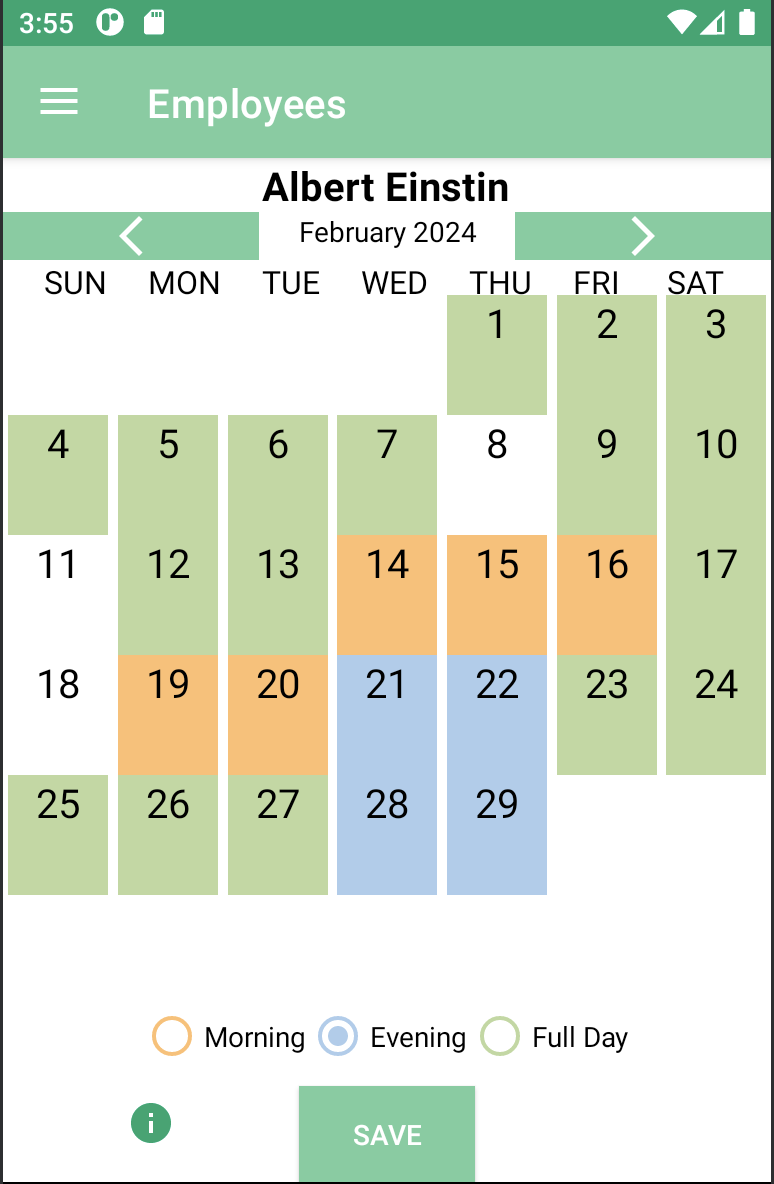 3:55
Employees
Albert Einstin
February 2024
SUN MON TUE WED THU FRI SAT
1 2 3
4 5 6 7 8 9 10
11 12 13 14 15 16 17
18 19 20 21 22 23 24
25 26 27 28 29
Morning Evening Full Day
i SAVE